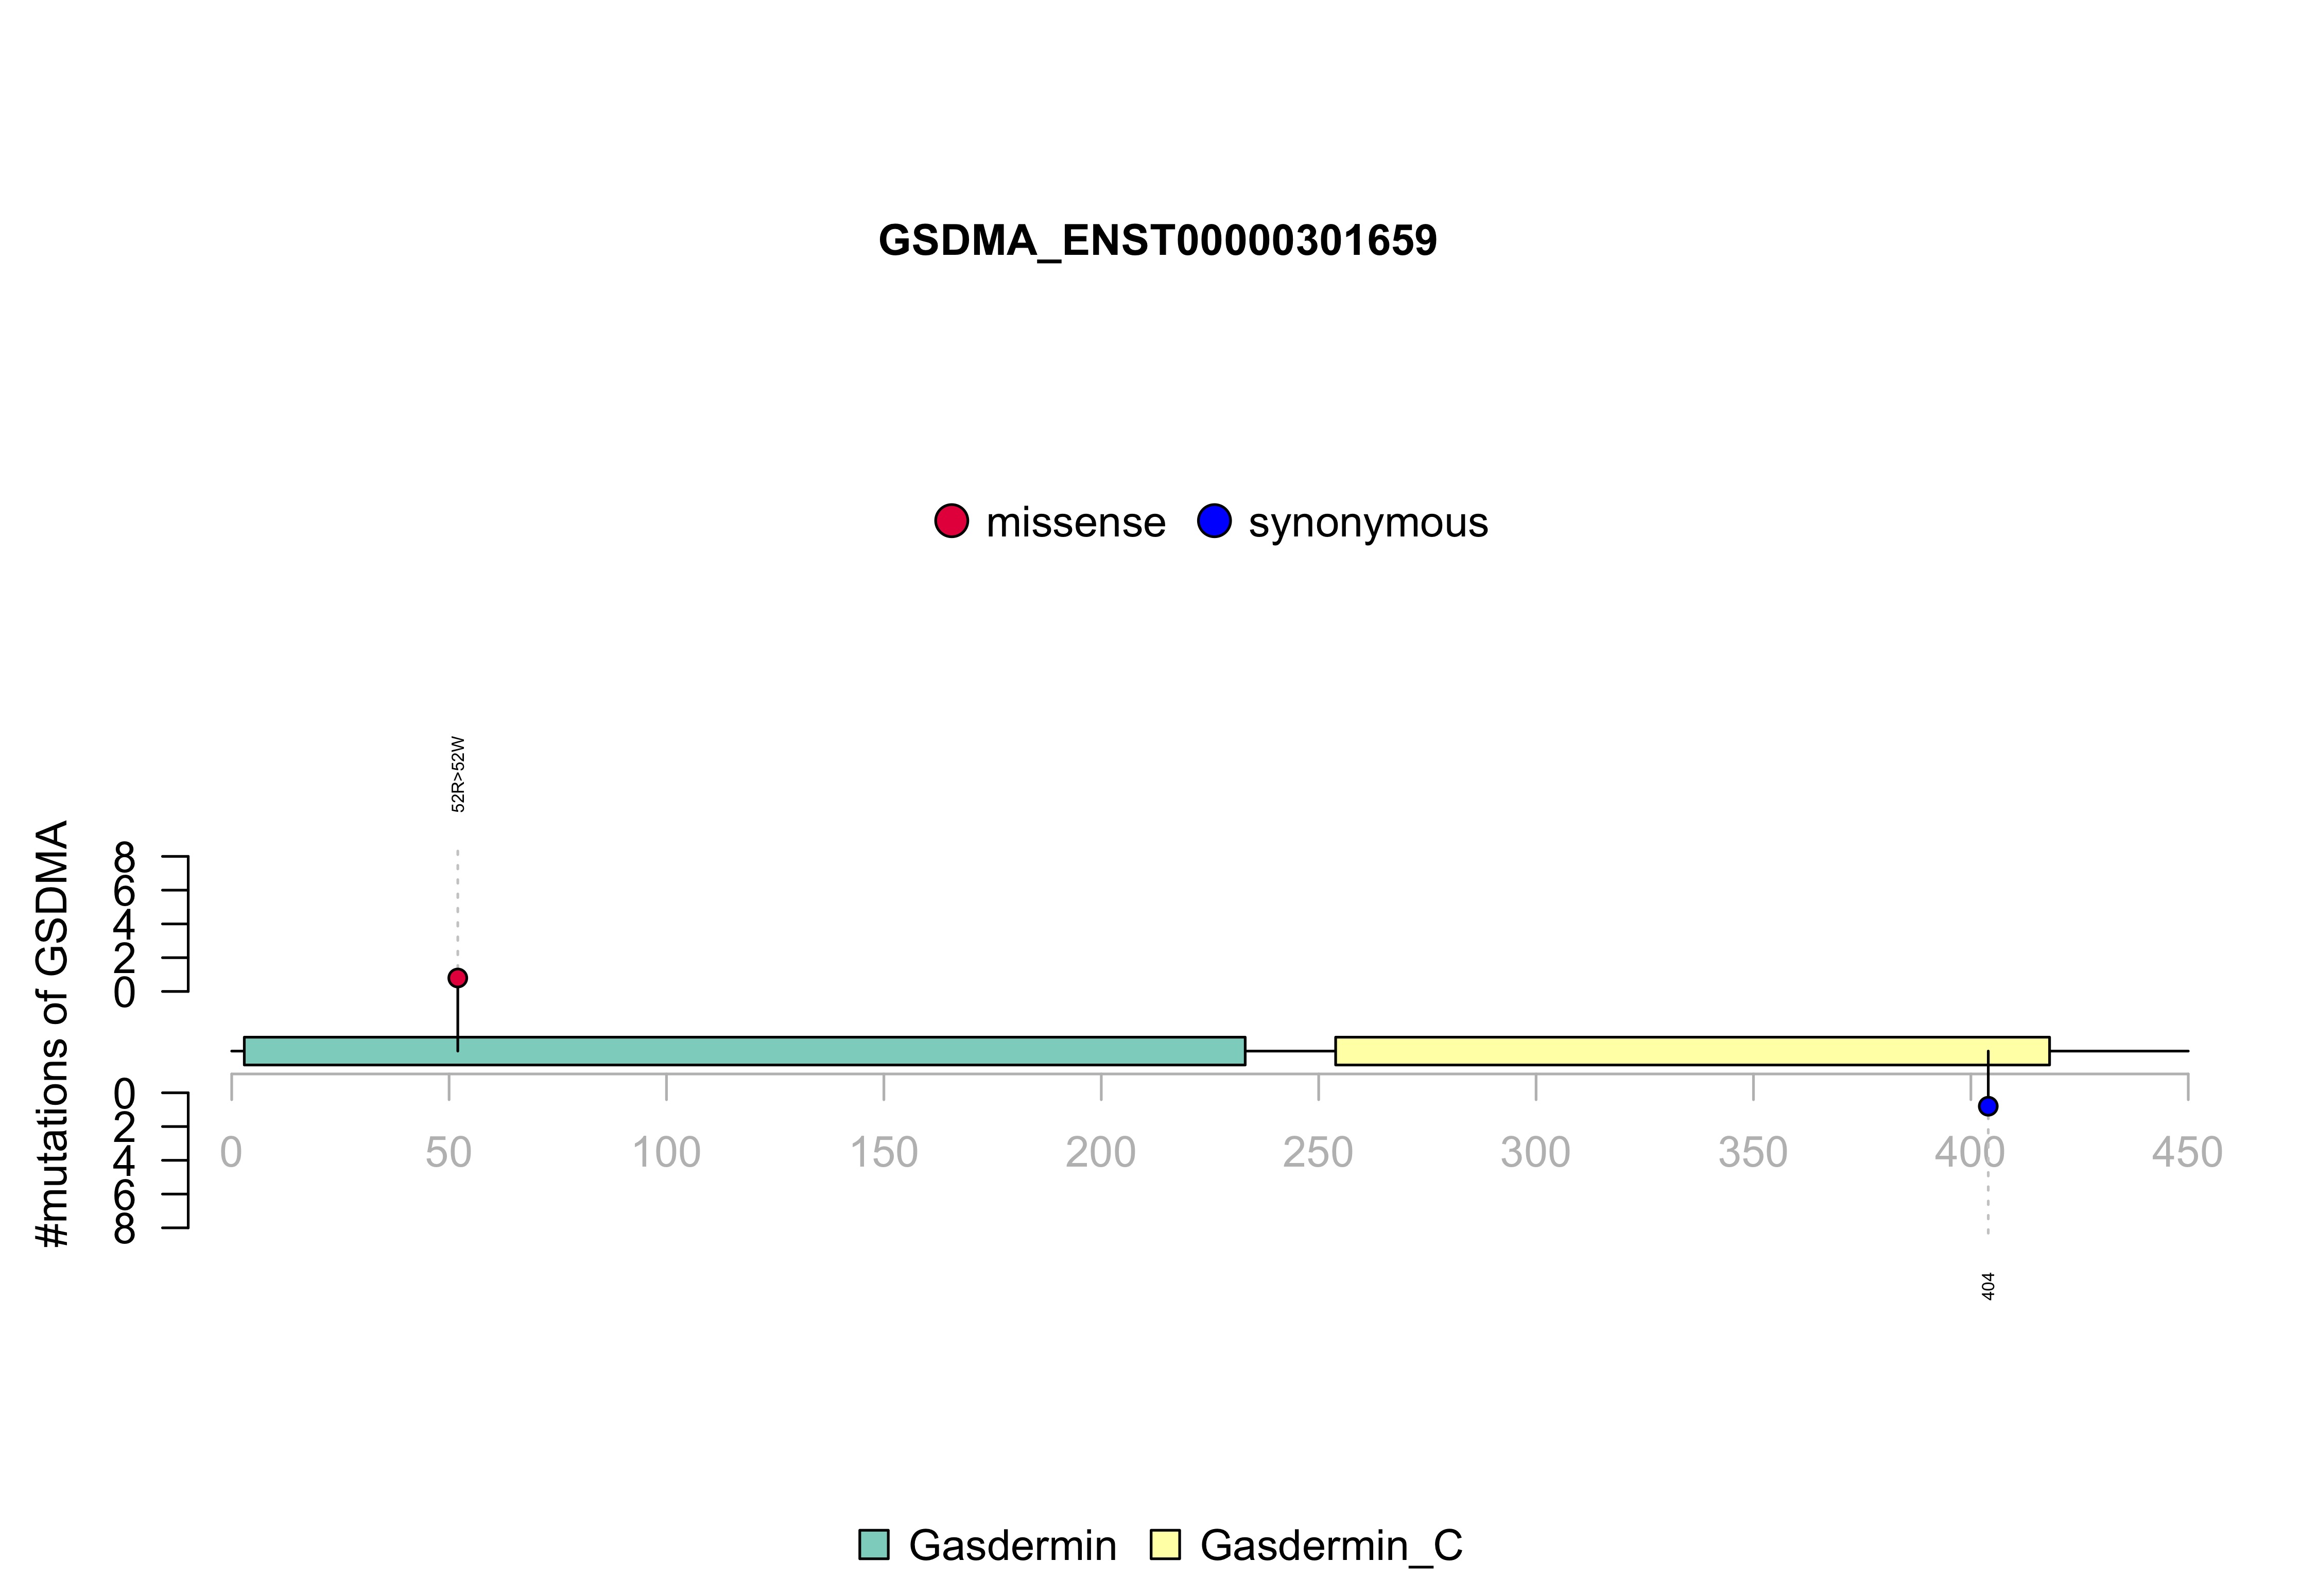 GSDMA_ENST00000301659
missense synonymous
52R>52W
#mutations of GSDMA
8
6
4
2
0
0
2
4
6
8
0 50 100 150 200 250 300 350 400 450
404
Gasdermin Gasdermin_C